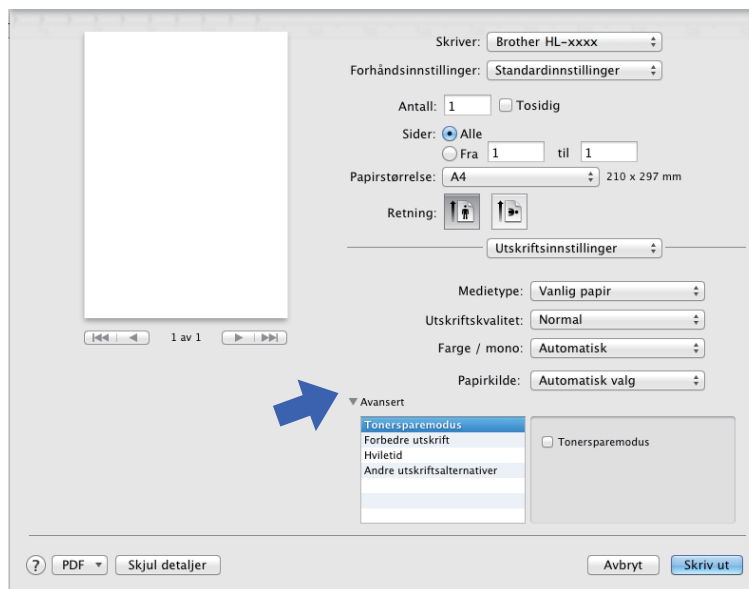 Skriver: Brother HL-xxxx
Forhåndsinnstillinger: Standardinnstillinger
Antall: 1 Tosidig
Sider: Alle
Fra 1 til 1
Papirstørrelse: A4 210 x 297 mm
Retning:
Utskriftsinnstillinger
Medietype: Vanlig papir
Utskriftskvalitet: Normal
Farge / mono: Automatisk
Papirkilde: Automatisk valg
1 av 1
Avansert
Tonersparemodus
Forbedre utskrift
Hviletid
Andre utskriftsalternativer
Tonersparemodus
? PDF Skjul detaljer Avbryt Skriv ut